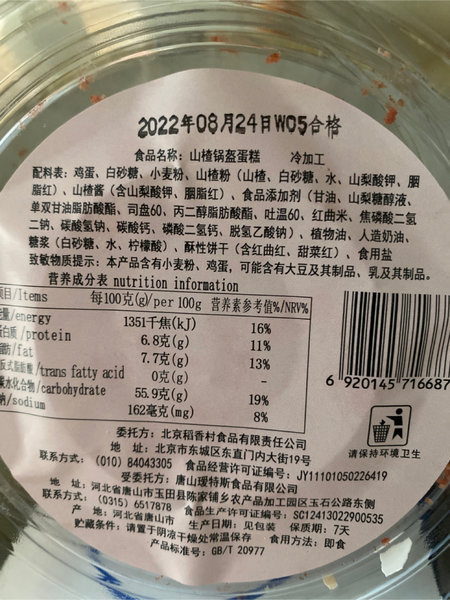 2022年08月24日W05合格
食品名称：山楂锅盔蛋糕 冷加工
配料表：鸡蛋、白砂糖、小麦粉、山楂粉（山楂、白砂糖、水、山梨酸钾、胭
脂红）、山楂酱（含山梨酸钾、胭脂红）、食品添加剂（甘油、山梨糖醇液、
单双甘油脂肪酸酯、司盘60、丙二醇脂肪酸酯、吐温60、红曲米、焦磷酸二氢
二钠、碳酸氢钠、碳酸钙、磷酸二氢钙、脱氢乙酸钠）、植物油、人造奶油、
糖浆（白砂糖、水、柠檬酸）、酥性饼干（含红曲红、甜菜红）、食用盐
致敏物质提示：本产品含有小麦粉、鸡蛋，可能含有大豆及其制品、乳及其制品。
营养成分表 nutrition information
项目/Items 每100克(g)/per 100g 营养素参考值%/NRV%
能量/energy 1351千焦(kJ) 16%
蛋白质/protein 6.8克(g) 11%
脂肪/fat 7.7克(g) 13%
反式脂肪酸/trans fatty acid 0克(g) -
碳水化合物/carbohydrate 55.9克(g) 19%
钠/sodium 162毫克(mg) 8%
6 920145 716687
请保持环境卫生
委托方：北京稻香村食品有限责任公司
地址：北京市东城区东直门内大街19号
联系方式：(010) 84043305 食品经营许可证编号：JY11101050226419
受委托方：唐山瑷特斯食品有限公司
地址：河北省唐山市玉田县陈家铺乡农产品加工园区玉石公路东侧
联系方式：(0315) 6517878 食品生产许可证编号：SC12413022900535
产地：河北省唐山市 生产日期：见包装 保质期：7天
贮藏条件：请置于阴凉干燥处常温保存 食用方法：即食
产品标准号：GB/T 20977